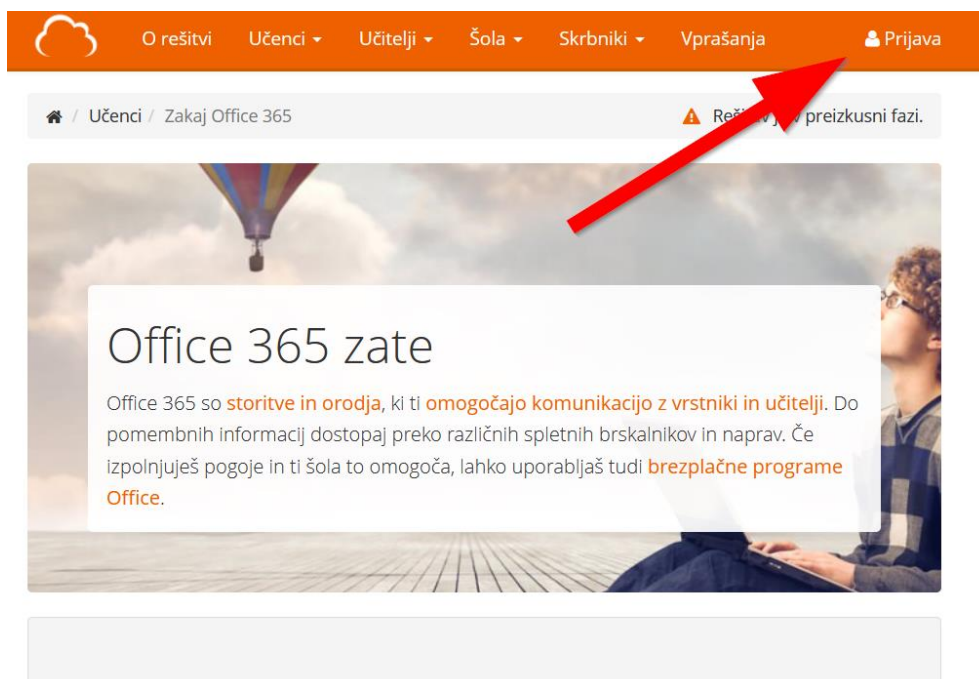 O rešitvi Učenci Učitelji Šola Skrbniki Vprašanja Prijava
/ Učenci / Zakaj Office 365 v preizkusni fazi.
Office 365 zate
Office 365 so storitve in orodja, ki ti omogočajo komunikacijo z vrstniki in učitelji. Do
pomembnih informacij dostopaj preko različnih spletnih brskalnikov in naprav. Če
izpolnjuješ pogoje in ti šola to omogoča, lahko uporabljaš tudi brezplačne programe
Office.